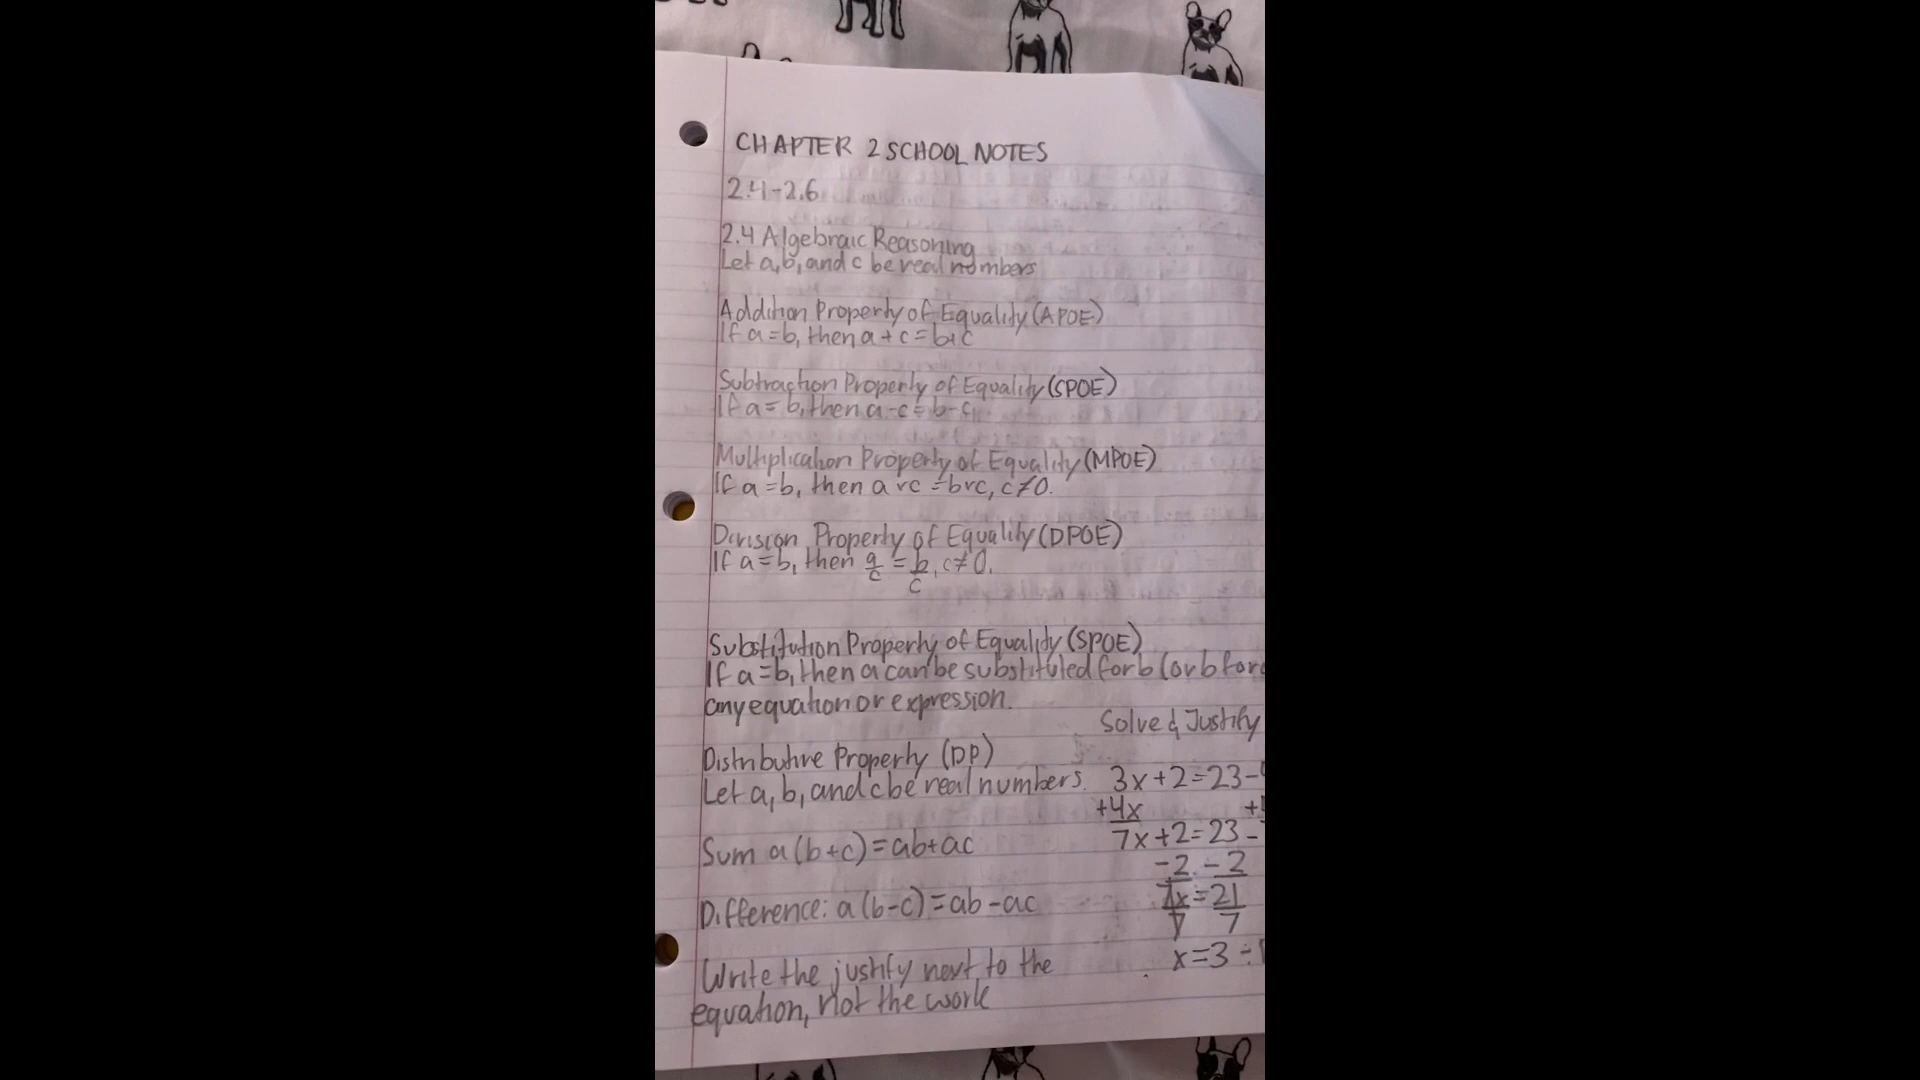 CHAPTER 2 SCHOOL NOTES
2.4-2.6
2.4 Algebraic Reasoning
Let a, b, and c be real numbers
Addition Property of Equality (APOE)
If a = b, then a + c = b+c
Subtraction Property of Equality (SPOE)
If a = b, then a - c = b - c
Multiplication Property of Equality (MPOE)
If a = b, then a • c = b • c, c ≠ 0.
Division Property of Equality (DPOE)
If a = b, then a/c = b/c, c ≠ 0.
Substitution Property of Equality (SPOE)
If a = b, then a can be substituted for b (or b for
any equation or expression.
Solve & Justify
Distributive Property (DP)
Let a, b, and c be real numbers.
3x + 2 = 23 -
+4x +
Sum a(b+c) = ab+ac
7x + 2 = 23 -
-2 -2
Difference: a(b-c) = ab - ac
7x = 21
7 7
x = 3 ÷
Write the justify next to the
equation, not the work